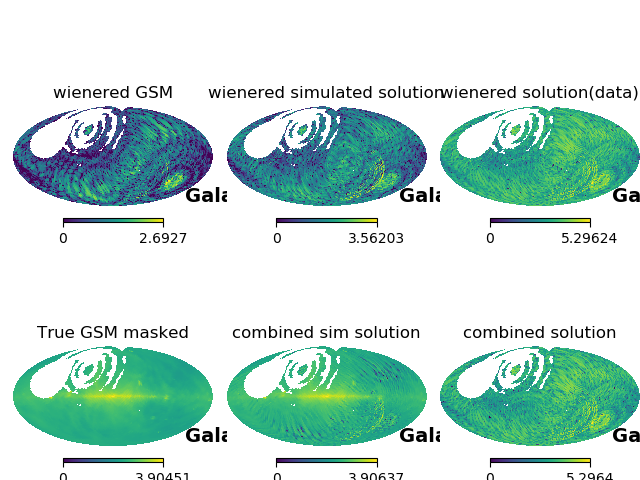 wienered GSM
wienered simulated solution
wienered solution(data)
Gala
Gala
Ga
0 2.6927
0 3.56203
0 5.29624
True GSM masked
combined sim solution
combined solution
Gala
Gala
Ga
0 3.90451
0 3.90637
0 5.2964